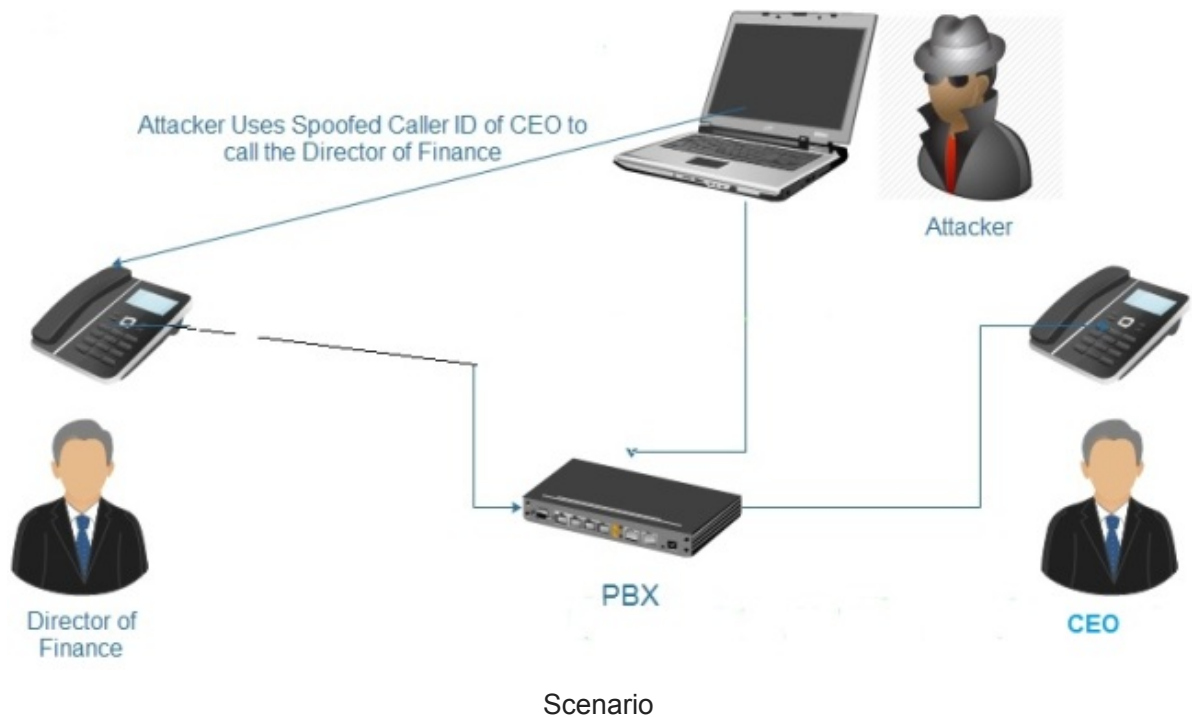 Attacker Uses Spoofed Caller ID of CEO to
call the Director of Finance
Attacker
PBX
Director of
Finance
CEO
Scenario